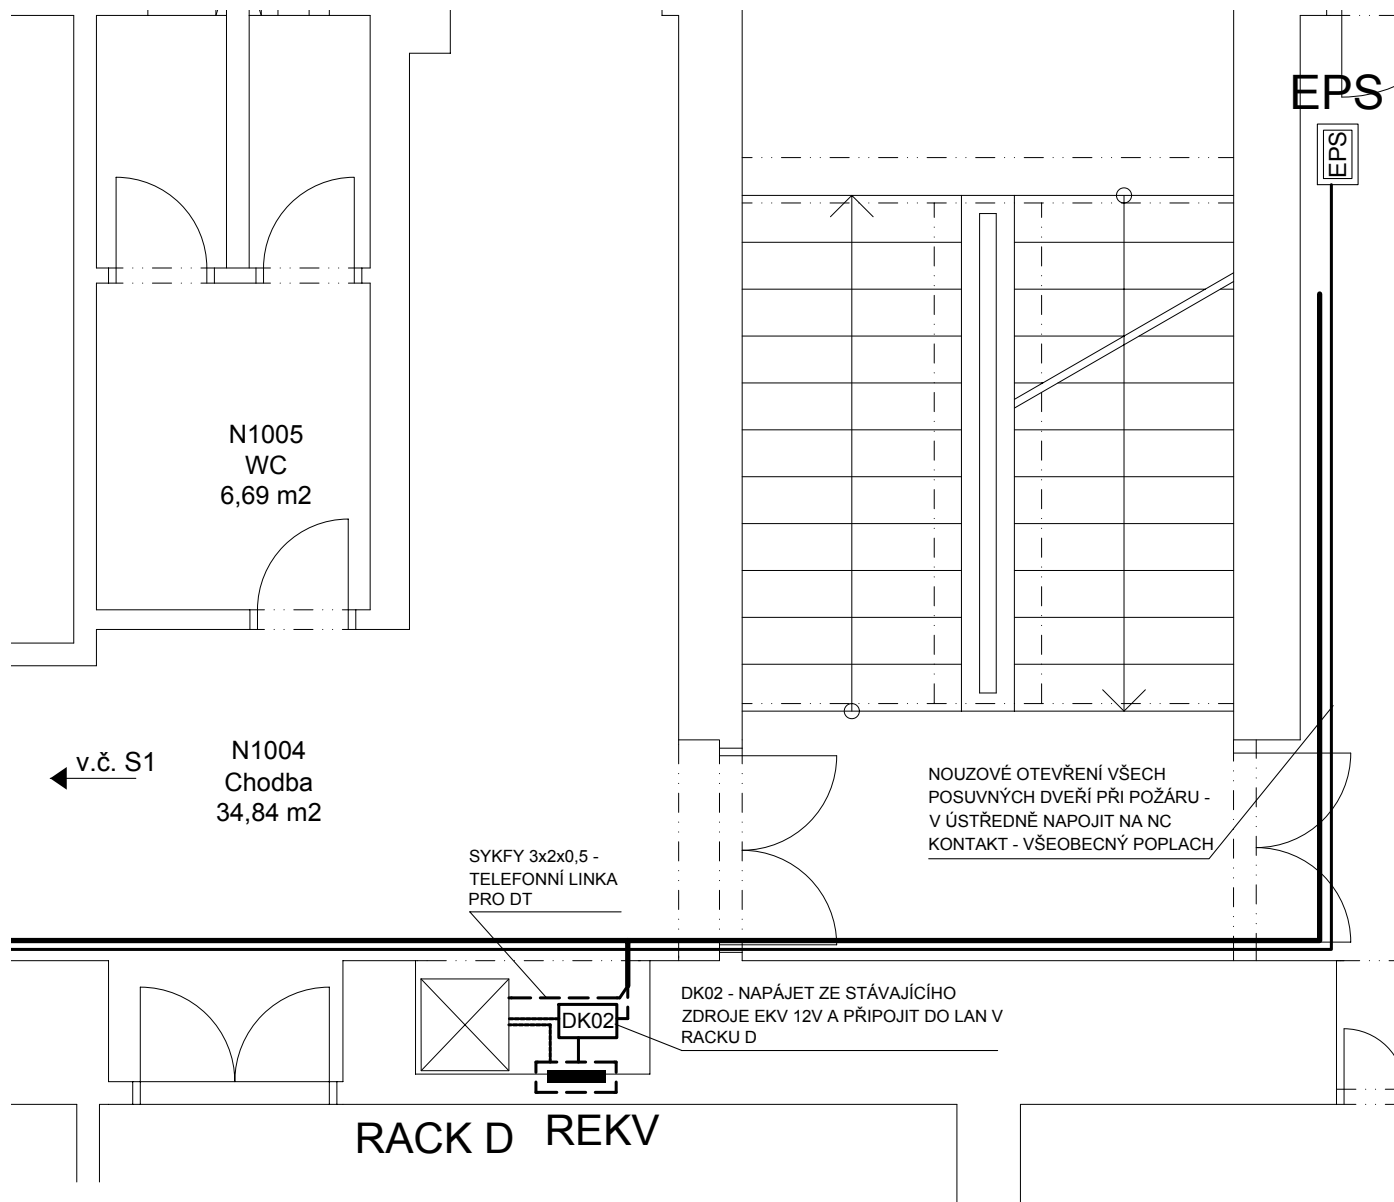 EPS
EPS
N1005
WC
6,69 m2
v.č. S1
N1004
Chodba
34,84 m2
NOUZOVÉ OTEVŘENÍ VŠECH
POSUVNÝCH DVEŘÍ PŘI POŽÁRU -
V ÚSTŘEDNĚ NAPOJIT NA NC
KONTAKT - VŠEOBECNÝ POPLACH
SYKFY 3x2x0,5 -
TELEFONNÍ LINKA
PRO DT
DK02
DK02 - NAPÁJET ZE STÁVAJÍCÍHO
ZDROJE EKV 12V A PŘIPOJIT DO LAN V
RACKU D
RACK D
REKV